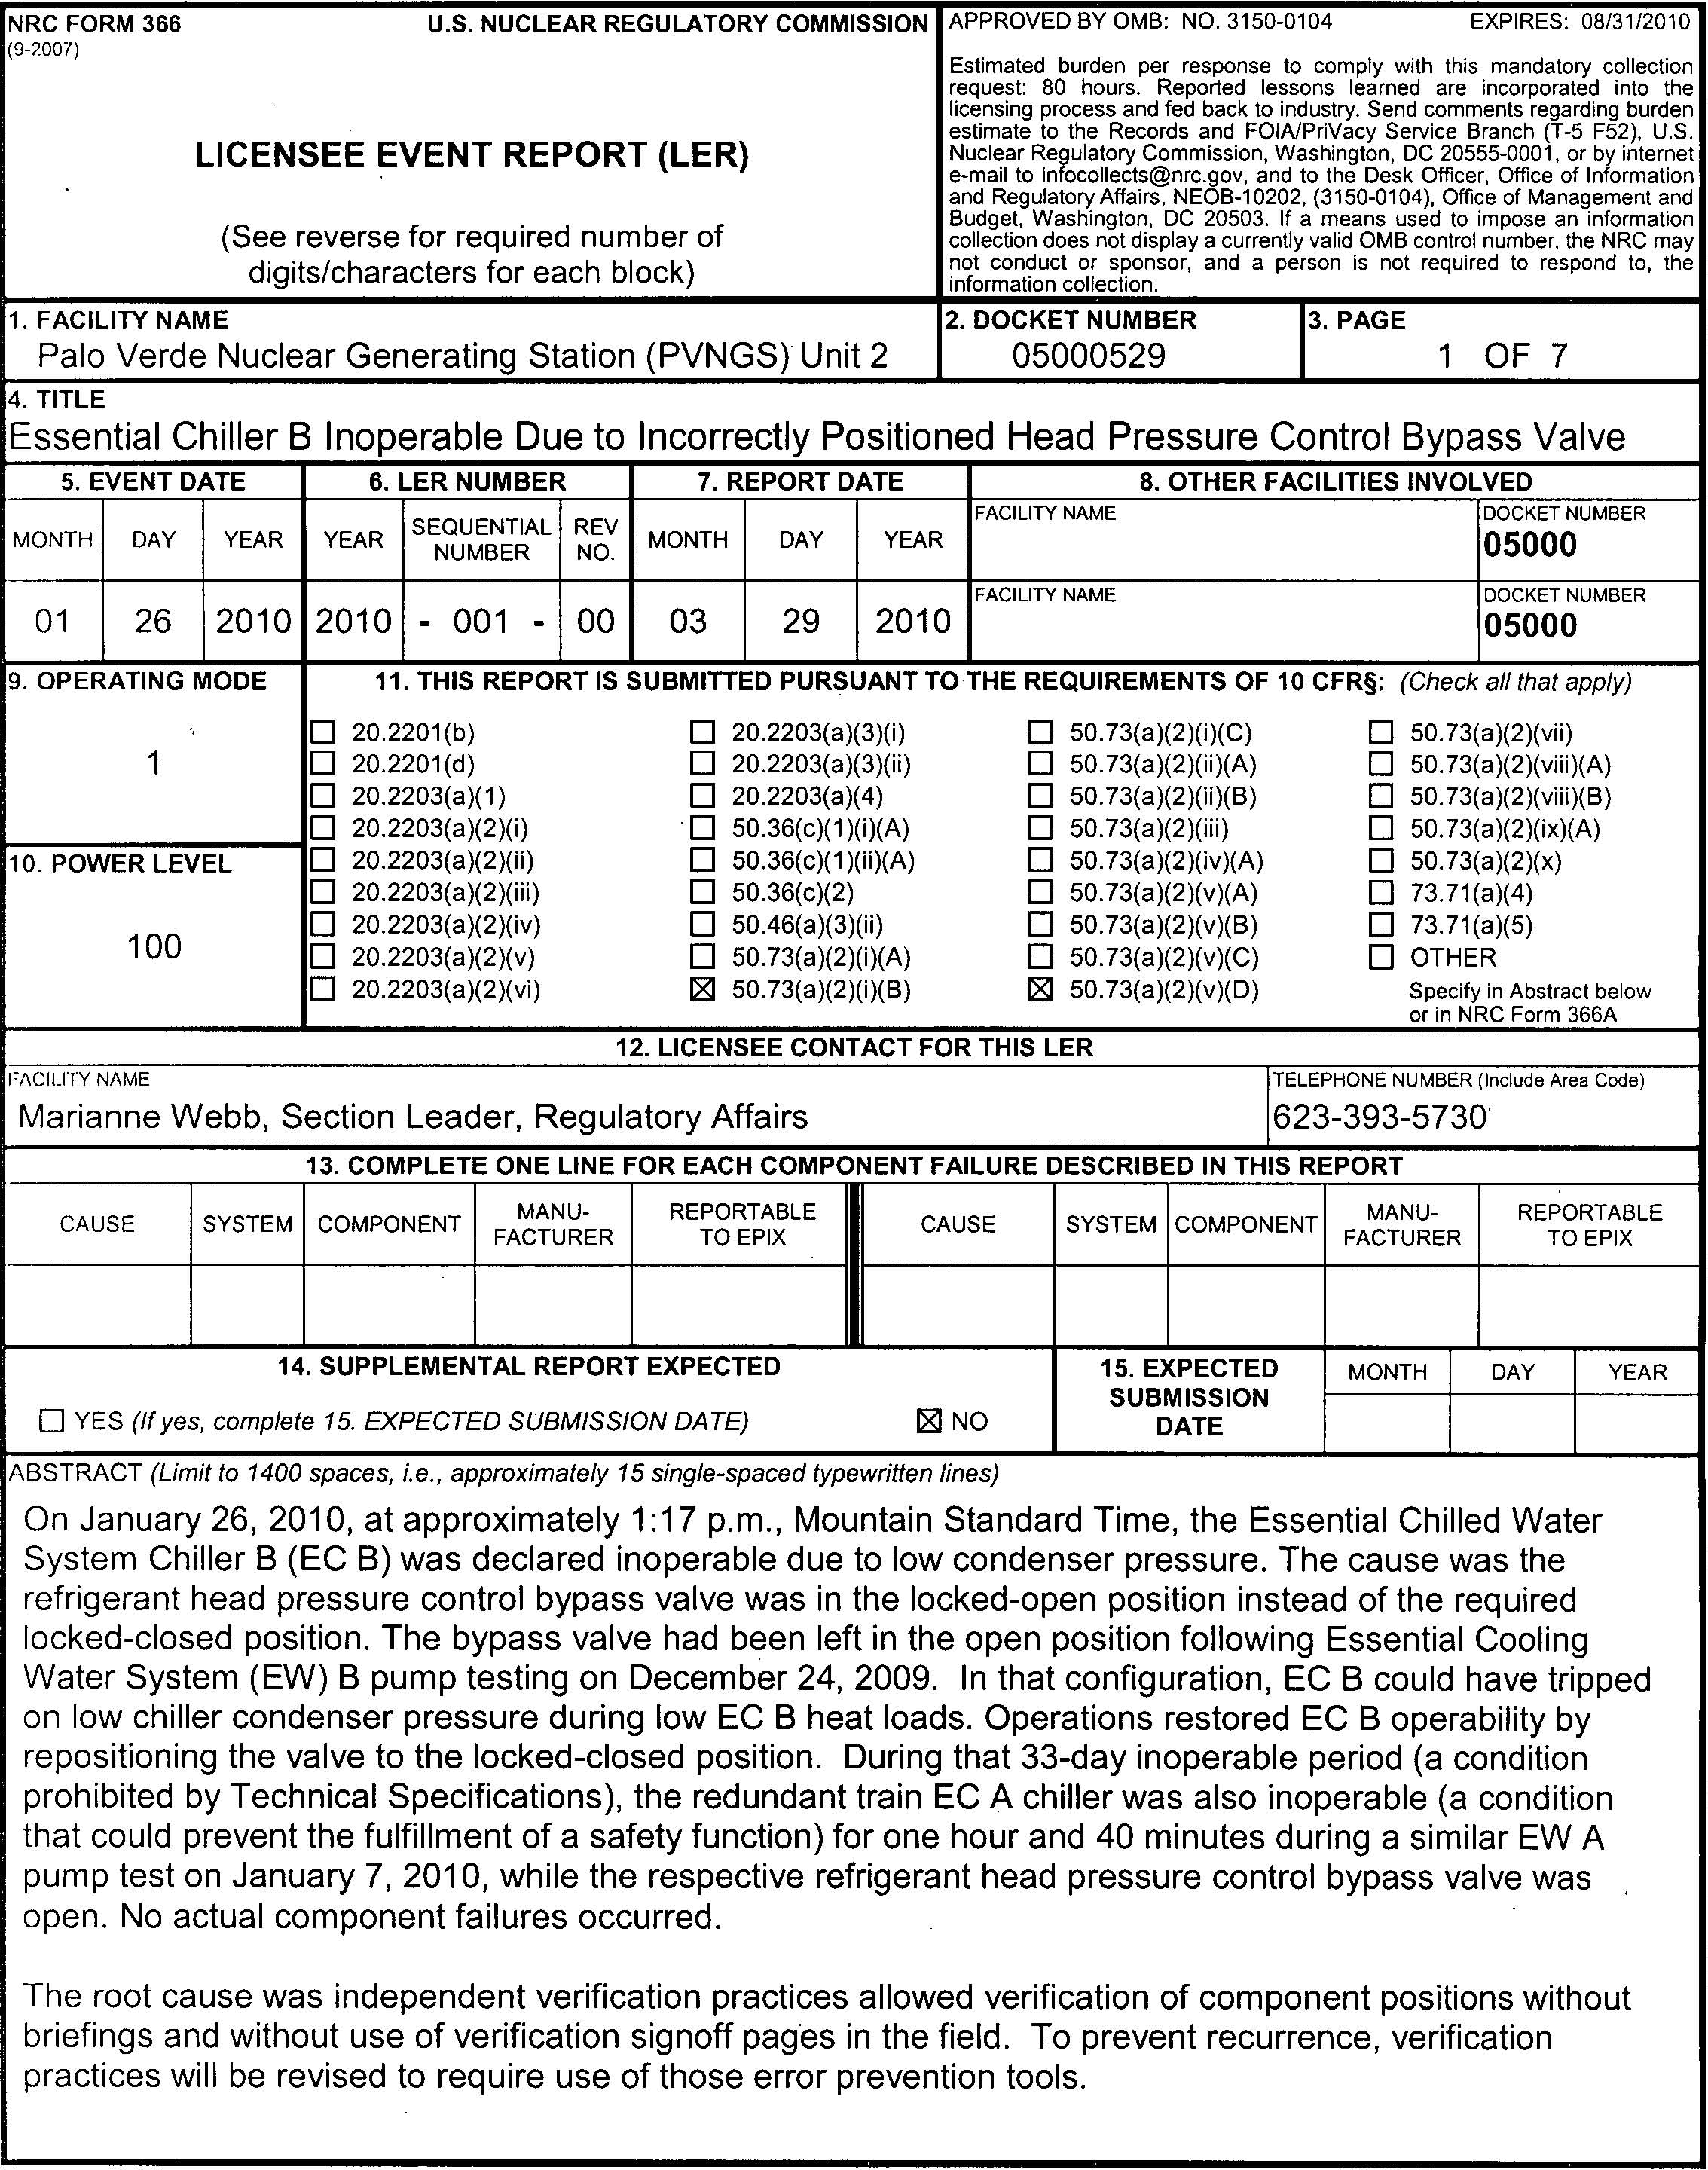 NRC FORM 366 U.S. NUCLEAR REGULATORY COMMISSION
(9-2007)
LICENSEE EVENT REPORT (LER)
(See reverse for required number of
digits/characters for each block)
APPROVED BY OMB: NO. 3150-0104 EXPIRES: 08/31/2010
Estimated burden per response to comply with this mandatory collection
request: 80 hours. Reported lessons learned are incorporated into the
licensing process and fed back to industry. Send comments regarding burden
estimate to the Records and FOIA/PriVacy Service Branch (T-5 F52), U.S.
Nuclear Regulatory Commission, Washington, DC 20555-0001, or by internet
e-mail to infocollects@nrc.gov, and to the Desk Officer, Office of Information
and Regulatory Affairs, NEOB-10202, (3150-0104), Office of Management and
Budget, Washington, DC 20503. If a means used to impose an information
collection does not display a currently valid OMB control number, the NRC may
not conduct or sponsor, and a person is not required to respond to, the
information collection.
1. FACILITY NAME
Palo Verde Nuclear Generating Station (PVNGS) Unit 2
2. DOCKET NUMBER
05000529
3. PAGE
1 OF 7
4. TITLE
Essential Chiller B Inoperable Due to Incorrectly Positioned Head Pressure Control Bypass Valve
5. EVENT DATE 6. LER NUMBER 7. REPORT DATE 8. OTHER FACILITIES INVOLVED
MONTH DAY YEAR YEAR SEQUENTIAL NUMBER REV NO. MONTH DAY YEAR
FACILITY NAME DOCKET NUMBER
05000
01 26 2010 2010 - 001 - 00 03 29 2010
FACILITY NAME DOCKET NUMBER
05000
9. OPERATING MODE
1
10. POWER LEVEL
100
11. THIS REPORT IS SUBMITTED PURSUANT TO THE REQUIREMENTS OF 10 CFR§: (Check all that apply)
☐ 20.2201(b) ☐ 20.2203(a)(3)(i) ☐ 50.73(a)(2)(i)(C) ☐ 50.73(a)(2)(vii)
☐ 20.2201(d) ☐ 20.2203(a)(3)(ii) ☐ 50.73(a)(2)(ii)(A) ☐ 50.73(a)(2)(viii)(A)
☐ 20.2203(a)(1) ☐ 20.2203(a)(4) ☐ 50.73(a)(2)(ii)(B) ☐ 50.73(a)(2)(viii)(B)
☐ 20.2203(a)(2)(i) ☐ 50.36(c)(1)(i)(A) ☐ 50.73(a)(2)(iii) ☐ 50.73(a)(2)(ix)(A)
☐ 20.2203(a)(2)(ii) ☐ 50.36(c)(1)(ii)(A) ☐ 50.73(a)(2)(iv)(A) ☐ 50.73(a)(2)(x)
☐ 20.2203(a)(2)(iii) ☐ 50.36(c)(2) ☐ 50.73(a)(2)(v)(A) ☐ 73.71(a)(4)
☐ 20.2203(a)(2)(iv) ☐ 50.46(a)(3)(ii) ☐ 50.73(a)(2)(v)(B) ☐ 73.71(a)(5)
☐ 20.2203(a)(2)(v) ☐ 50.73(a)(2)(i)(A) ☐ 50.73(a)(2)(v)(C) ☐ OTHER
☐ 20.2203(a)(2)(vi) ☒ 50.73(a)(2)(i)(B) ☒ 50.73(a)(2)(v)(D) Specify in Abstract below
or in NRC Form 366A
12. LICENSEE CONTACT FOR THIS LER
FACILITY NAME TELEPHONE NUMBER (Include Area Code)
Marianne Webb, Section Leader, Regulatory Affairs 623-393-5730
13. COMPLETE ONE LINE FOR EACH COMPONENT FAILURE DESCRIBED IN THIS REPORT
CAUSE SYSTEM COMPONENT MANU-FACTURER REPORTABLE TO EPIX CAUSE SYSTEM COMPONENT MANU-FACTURER REPORTABLE TO EPIX
14. SUPPLEMENTAL REPORT EXPECTED
☐ YES (If yes, complete 15. EXPECTED SUBMISSION DATE) ☒ NO
15. EXPECTED
SUBMISSION
DATE
MONTH DAY YEAR
ABSTRACT (Limit to 1400 spaces, i.e., approximately 15 single-spaced typewritten lines)
On January 26, 2010, at approximately 1:17 p.m., Mountain Standard Time, the Essential Chilled Water
System Chiller B (EC B) was declared inoperable due to low condenser pressure. The cause was the
refrigerant head pressure control bypass valve was in the locked-open position instead of the required
locked-closed position. The bypass valve had been left in the open position following Essential Cooling
Water System (EW) B pump testing on December 24, 2009. In that configuration, EC B could have tripped
on low chiller condenser pressure during low EC B heat loads. Operations restored EC B operability by
repositioning the valve to the locked-closed position. During that 33-day inoperable period (a condition
prohibited by Technical Specifications), the redundant train EC A chiller was also inoperable (a condition
that could prevent the fulfillment of a safety function) for one hour and 40 minutes during a similar EW A
pump test on January 7, 2010, while the respective refrigerant head pressure control bypass valve was
open. No actual component failures occurred.
The root cause was independent verification practices allowed verification of component positions without
briefings and without use of verification signoff pages in the field. To prevent recurrence, verification
practices will be revised to require use of those error prevention tools.